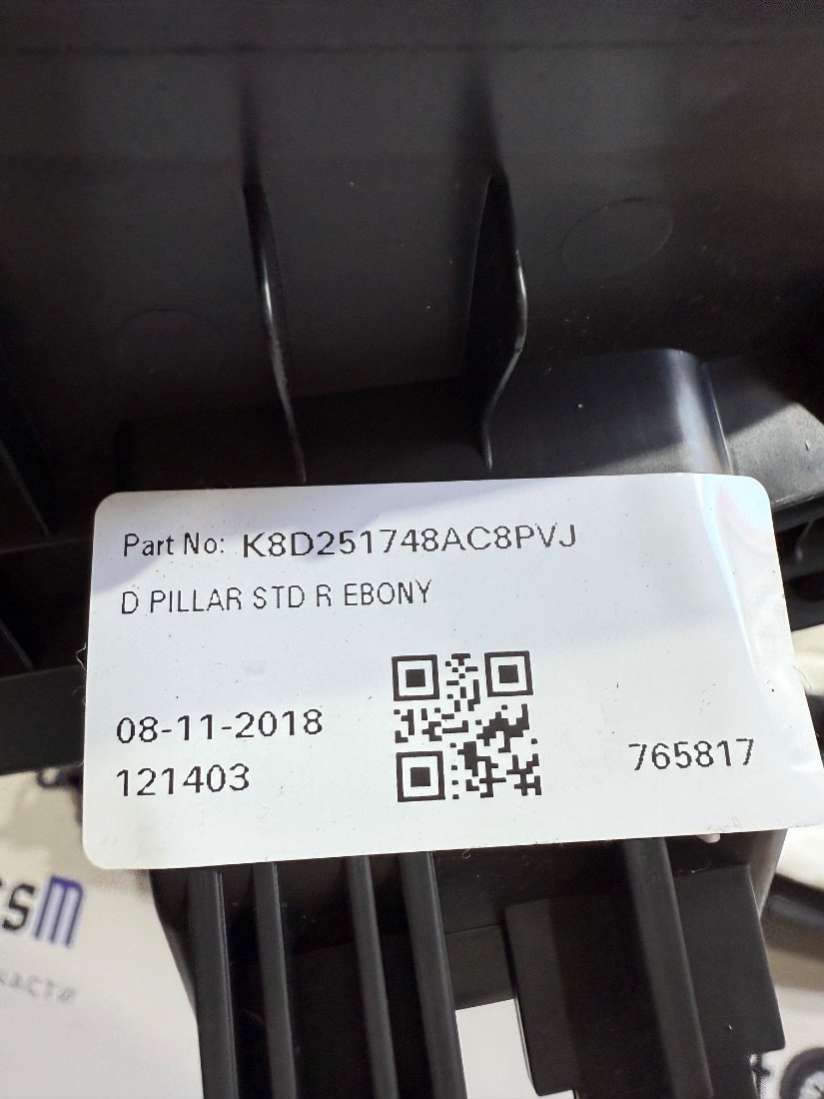 Part No: K8D251748AC8PVJ
D PILLAR STD R EBONY
08-11-2018
121403
765817